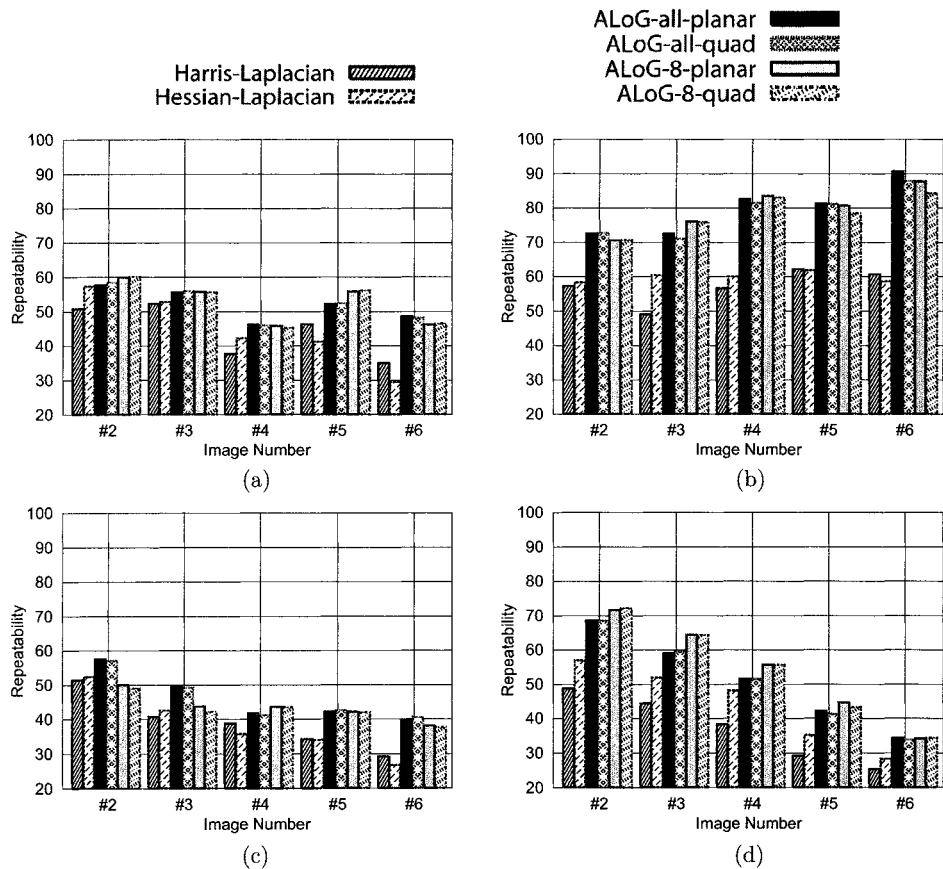 ALoG-all-planar
ALoG-all-quad
Harris-Laplacian
ALoG-8-planar
Hessian-Laplacian
ALoG-8-quad
100
90
80
70
60
50
40
30
20
Repeatability
#2 #3 #4 #5 #6
Image Number
(a)
100
90
80
70
60
50
40
30
20
Repeatability
#2 #3 #4 #5 #6
Image Number
(b)
100
90
80
70
60
50
40
30
20
Repeatability
#2 #3 #4 #5 #6
Image Number
(c)
100
90
80
70
60
50
40
30
20
Repeatability
#2 #3 #4 #5 #6
Image Number
(d)